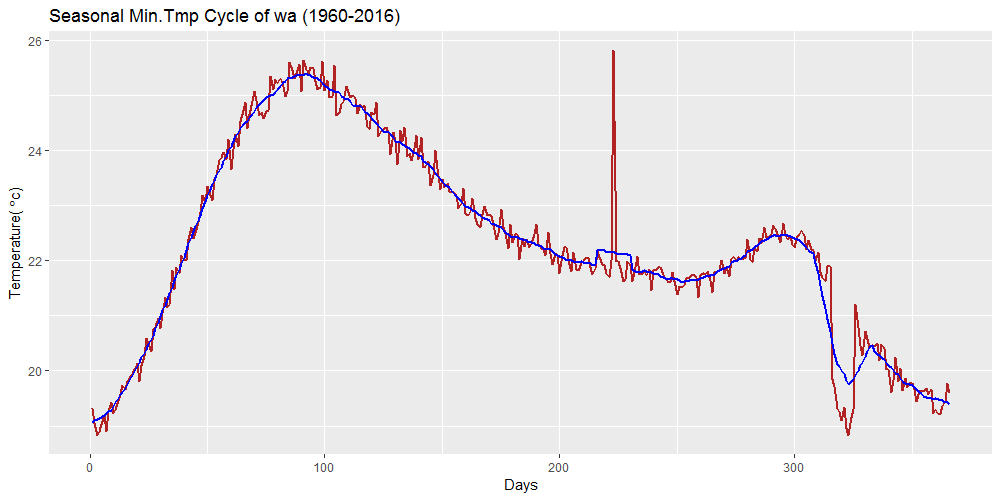 Seasonal Min.Tmp Cycle of wa (1960-2016)
26
24
22
20
Temperature( °c)
0 100 200 300
Days